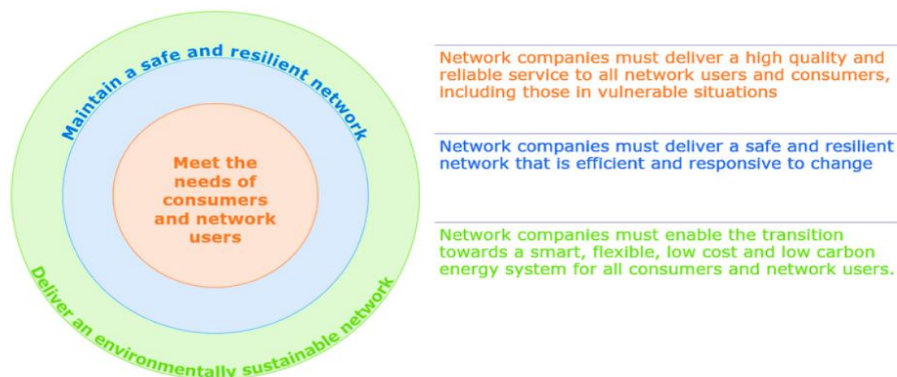 Maintain a safe and resilient network
Meet the
needs of
consumers
and network
users
Deliver an environmentally sustainable network
Network companies must deliver a high quality and
reliable service to all network users and consumers,
including those in vulnerable situations
Network companies must deliver a safe and resilient
network that is efficient and responsive to change
Network companies must enable the transition
towards a smart, flexible, low cost and low carbon
energy system for all consumers and network users.